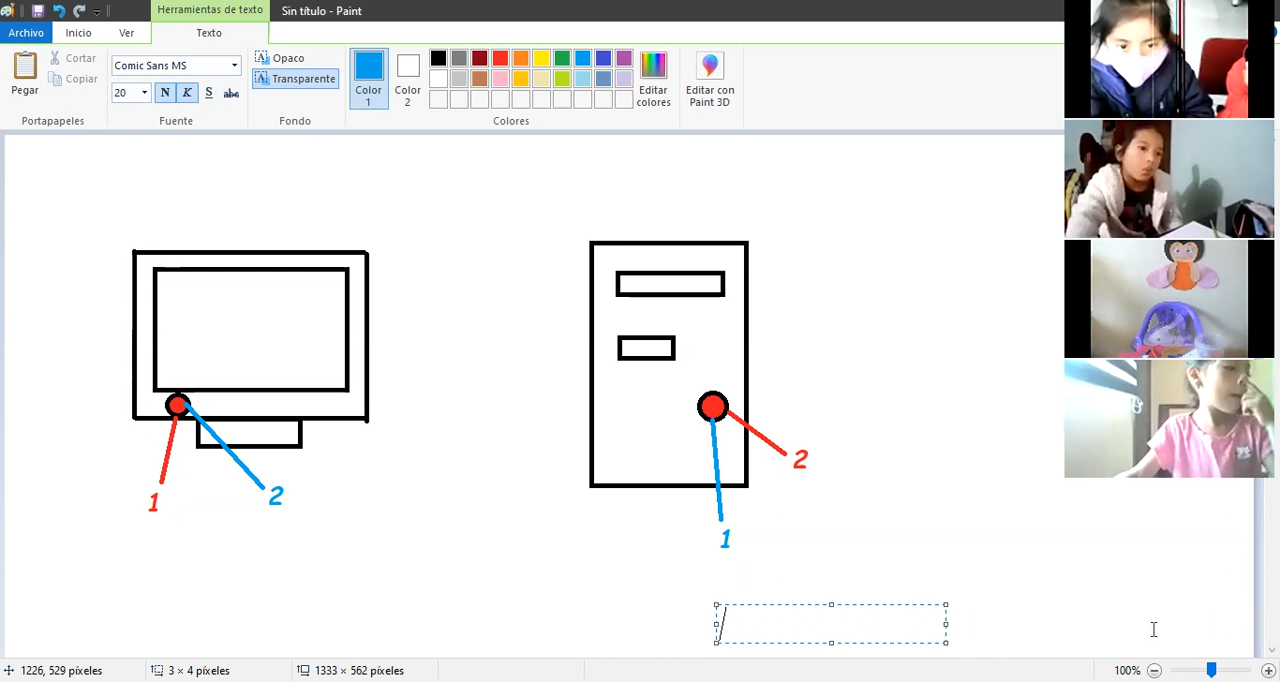 Herramientas de texto
Sin título - Paint
Archivo
Inicio
Ver
Texto
Pegar
Cortar
Copiar
Portapapeles
Comic Sans MS
20
N K S abc
Fuente
Opaco
Transparente
Fondo
Color 1
Color 2
Editar colores
Editar con Paint 3D
Colores
1
2
2
1
1226, 529 píxeles
3 × 4 píxeles
1333 × 562 píxeles
100%